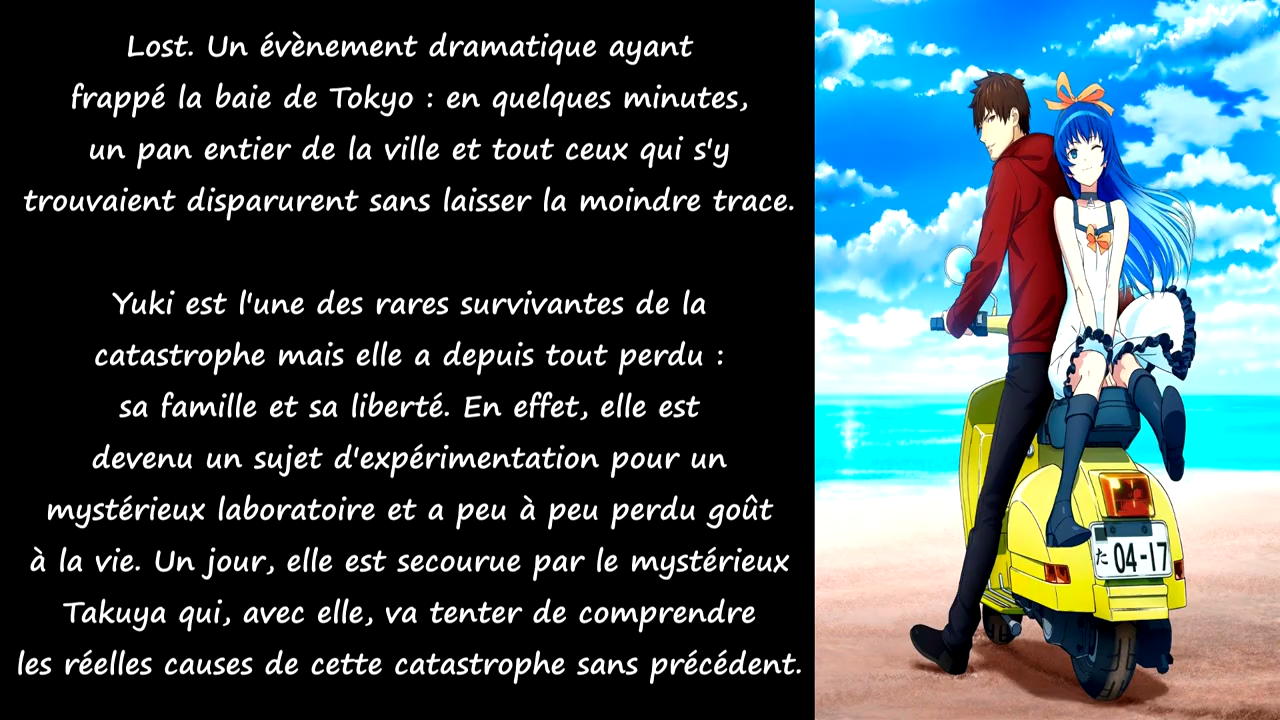 Lost. Un évènement dramatique ayant
frappé la baie de Tokyo : en quelques minutes,
un pan entier de la ville et tout ceux qui s'y
trouvaient disparurent sans laisser la moindre trace.
Yuki est l'une des rares survivantes de la
catastrophe mais elle a depuis tout perdu :
sa famille et sa liberté. En effet, elle est
devenu un sujet d'expérimentation pour un
mystérieux laboratoire et a peu à peu perdu goût
à la vie. Un jour, elle est secourue par le mystérieux
Takuya qui, avec elle, va tenter de comprendre
les réelles causes de cette catastrophe sans précédent.
た 04-17